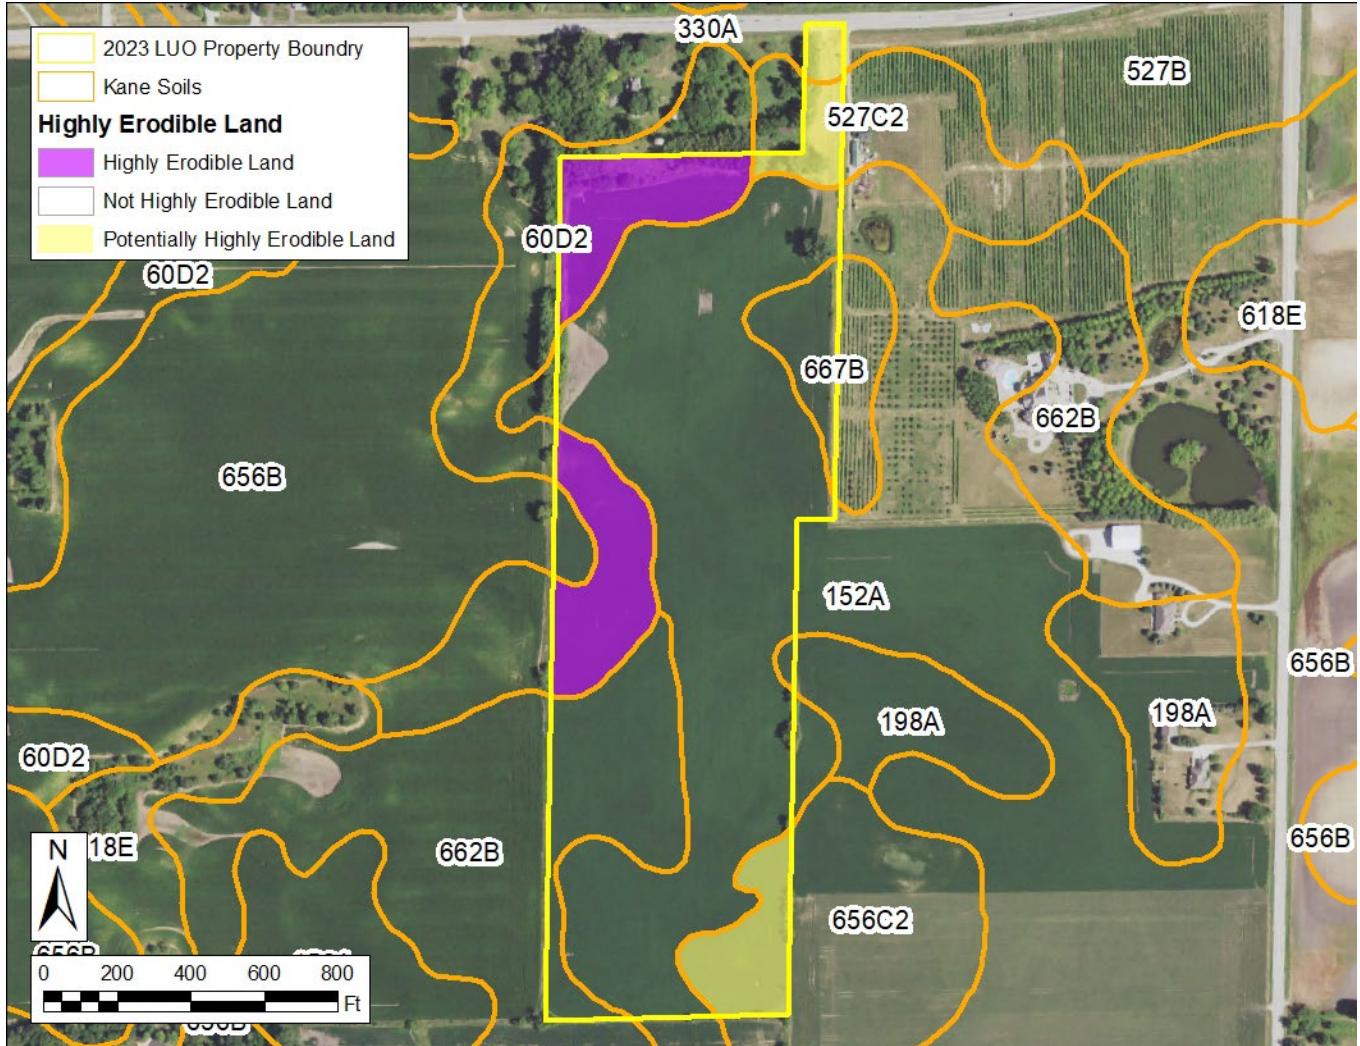 2023 LUO Property Boundry
Kane Soils
Highly Erodible Land
Highly Erodible Land
Not Highly Erodible Land
Potentially Highly Erodible Land
330A
527B
527C2
60D2
60D2
618E
667B
662B
656B
152A
656B
198A
198A
60D2
656B
18E
662B
656C2
656B
N
0 200 400 600 800
Ft
656B